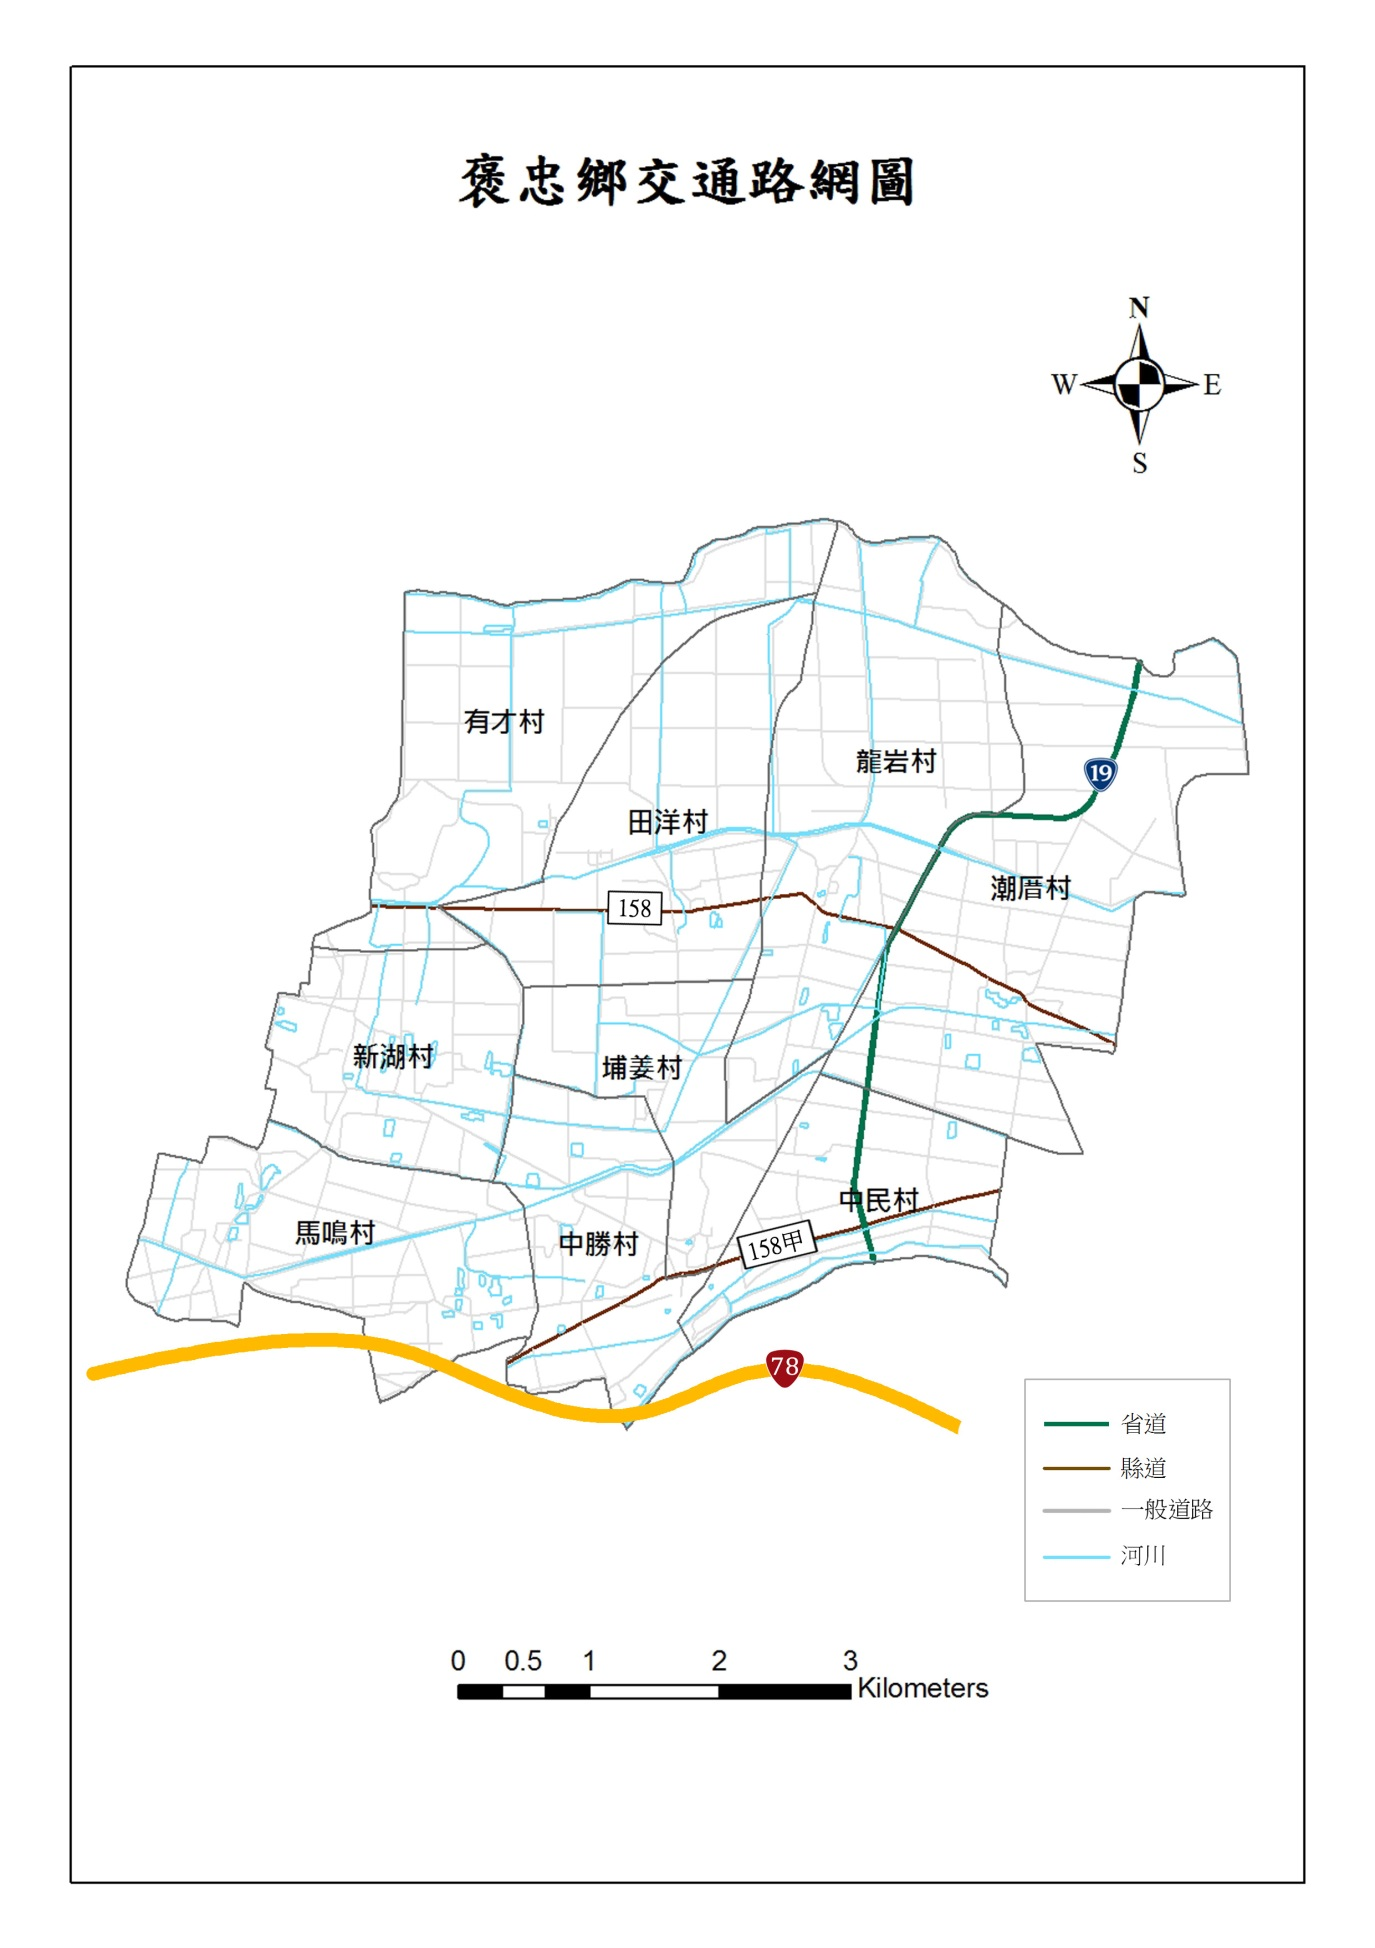 褒忠鄉交通路網圖
N
W
E
S
有才村
龍岩村
19
田洋村
潮厝村
158
新湖村
埔姜村
中民村
馬鳴村
中勝村
158甲
78
省道
縣道
一般道路
河川
0 0.5 1 2 3
Kilometers